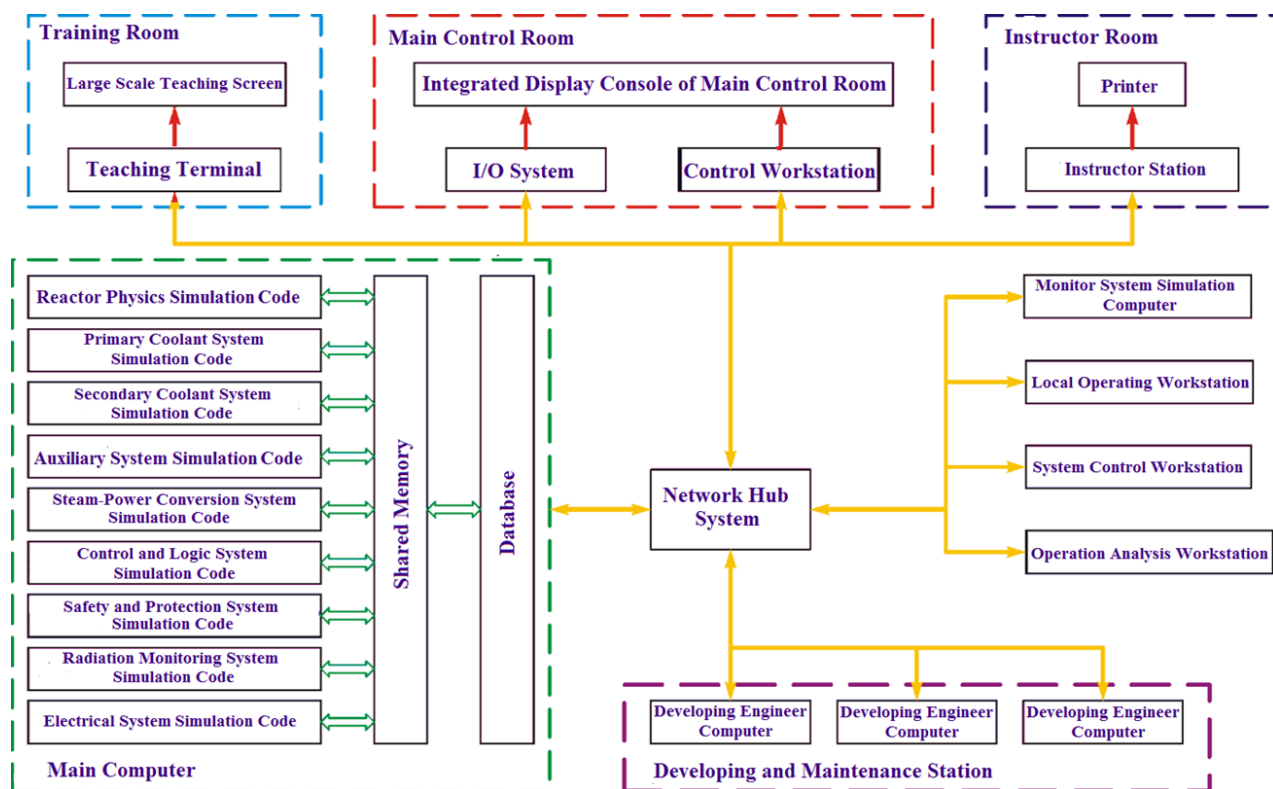 Training Room
Large Scale Teaching Screen
Teaching Terminal
Main Control Room
Integrated Display Console of Main Control Room
I/O System
Control Workstation
Instructor Room
Printer
Instructor Station
Reactor Physics Simulation Code
Primary Coolant System
Simulation Code
Secondary Coolant System
Simulation Code
Auxiliary System Simulation Code
Steam-Power Conversion System
Simulation Code
Control and Logic System
Simulation Code
Safety and Protection System
Simulation Code
Radiation Monitoring System
Simulation Code
Electrical System Simulation Code
Shared Memory
Database
Main Computer
Network Hub
System
Monitor System Simulation
Computer
Local Operating Workstation
System Control Workstation
Operation Analysis Workstation
Developing Engineer
Computer
Developing Engineer
Computer
Developing Engineer
Computer
Developing and Maintenance Station